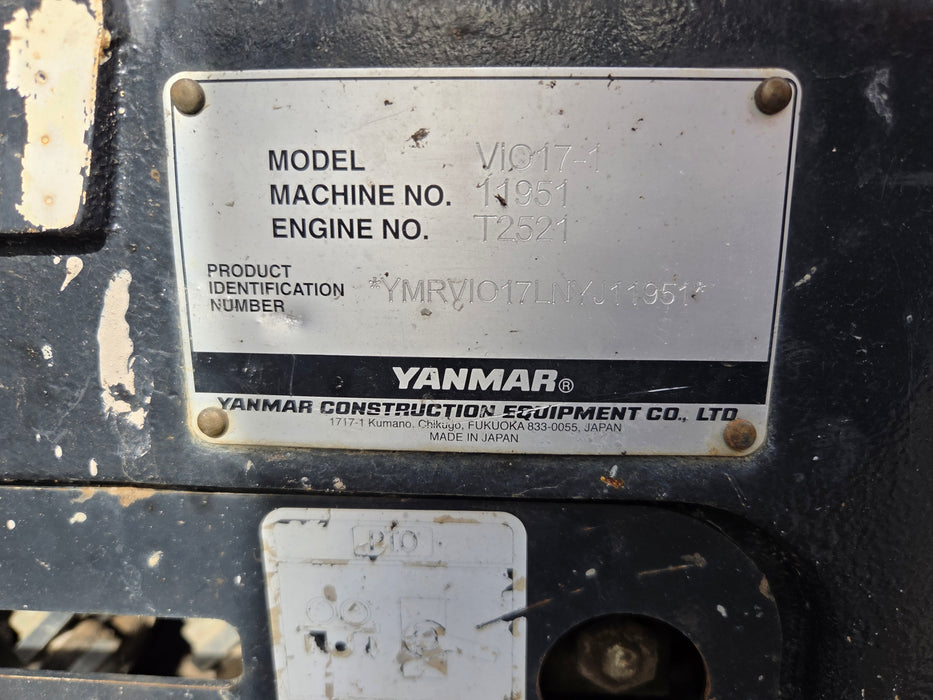 MODEL ViO17-1
MACHINE NO. 11951
ENGINE NO. T2521
PRODUCT
IDENTIFICATION
NUMBER
*YMRVIO17LNYJ11951*
YANMAR®
YANMAR CONSTRUCTION EQUIPMENT CO., LTD
1717-1 Kumano. Chikugo, FUKUOKA 833-0055, JAPAN
MADE IN JAPAN